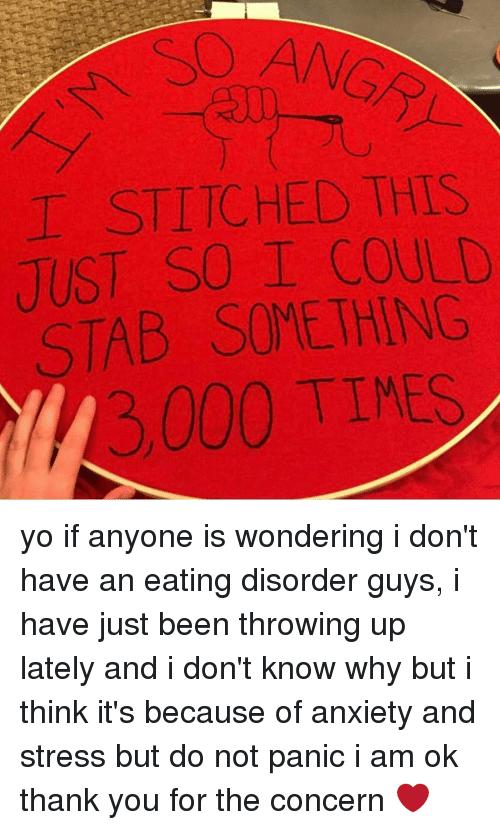 I'M SO ANGRY
I STITCHED THIS
JUST SO I COULD
STAB SOMETHING
3,000 TIMES
yo if anyone is wondering i don't
have an eating disorder guys, i
have just been throwing up
lately and i don't know why but i
think it's because of anxiety and
stress but do not panic i am ok
thank you for the concern ❤